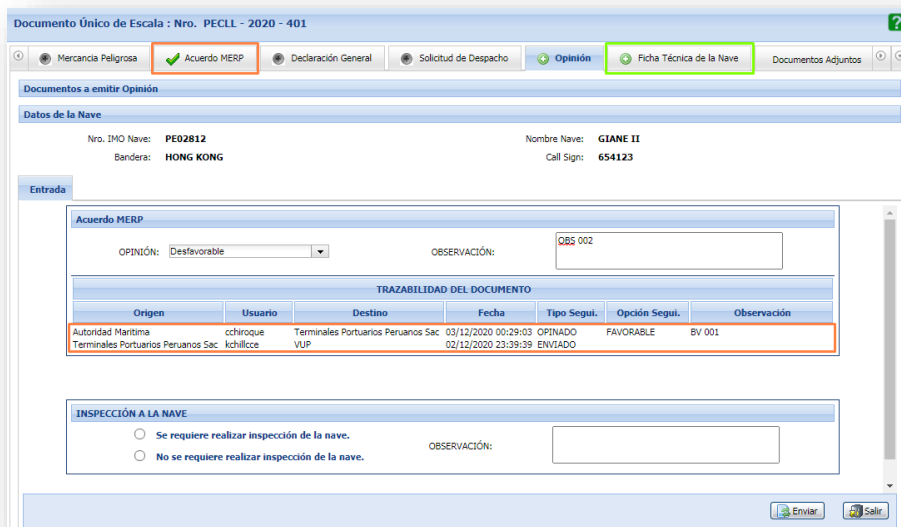 Documento Único de Escala : Nro. PECLL - 2020 - 401
Mercancia Peligrosa Acuerdo MERP Declaración General Solicitud de Despacho Opinión Ficha Técnica de la Nave Documentos Adjuntos
Documentos a emitir Opinión
Datos de la Nave
Nro. IMO Nave: PE02812 Nombre Nave: GIANE II
Bandera: HONG KONG Call Sign: 654123
Entrada
Acuerdo MERP
OPINIÓN: Desfavorable OBSERVACIÓN: OBS 002
TRAZABILIDAD DEL DOCUMENTO
Origen Usuario Destino Fecha Tipo Segui. Opción Segui. Observación
Autoridad Maritima cchiroque Terminales Portuarios Peruanos Sac 03/12/2020 00:29:03 OPINADO FAVORABLE BV 001
Terminales Portuarios Peruanos Sac kchillcce VUP 02/12/2020 23:39:39 ENVIADO
INSPECCIÓN A LA NAVE
Se requiere realizar inspección de la nave.
OBSERVACIÓN:
No se requiere realizar inspección de la nave.
Enviar Salir